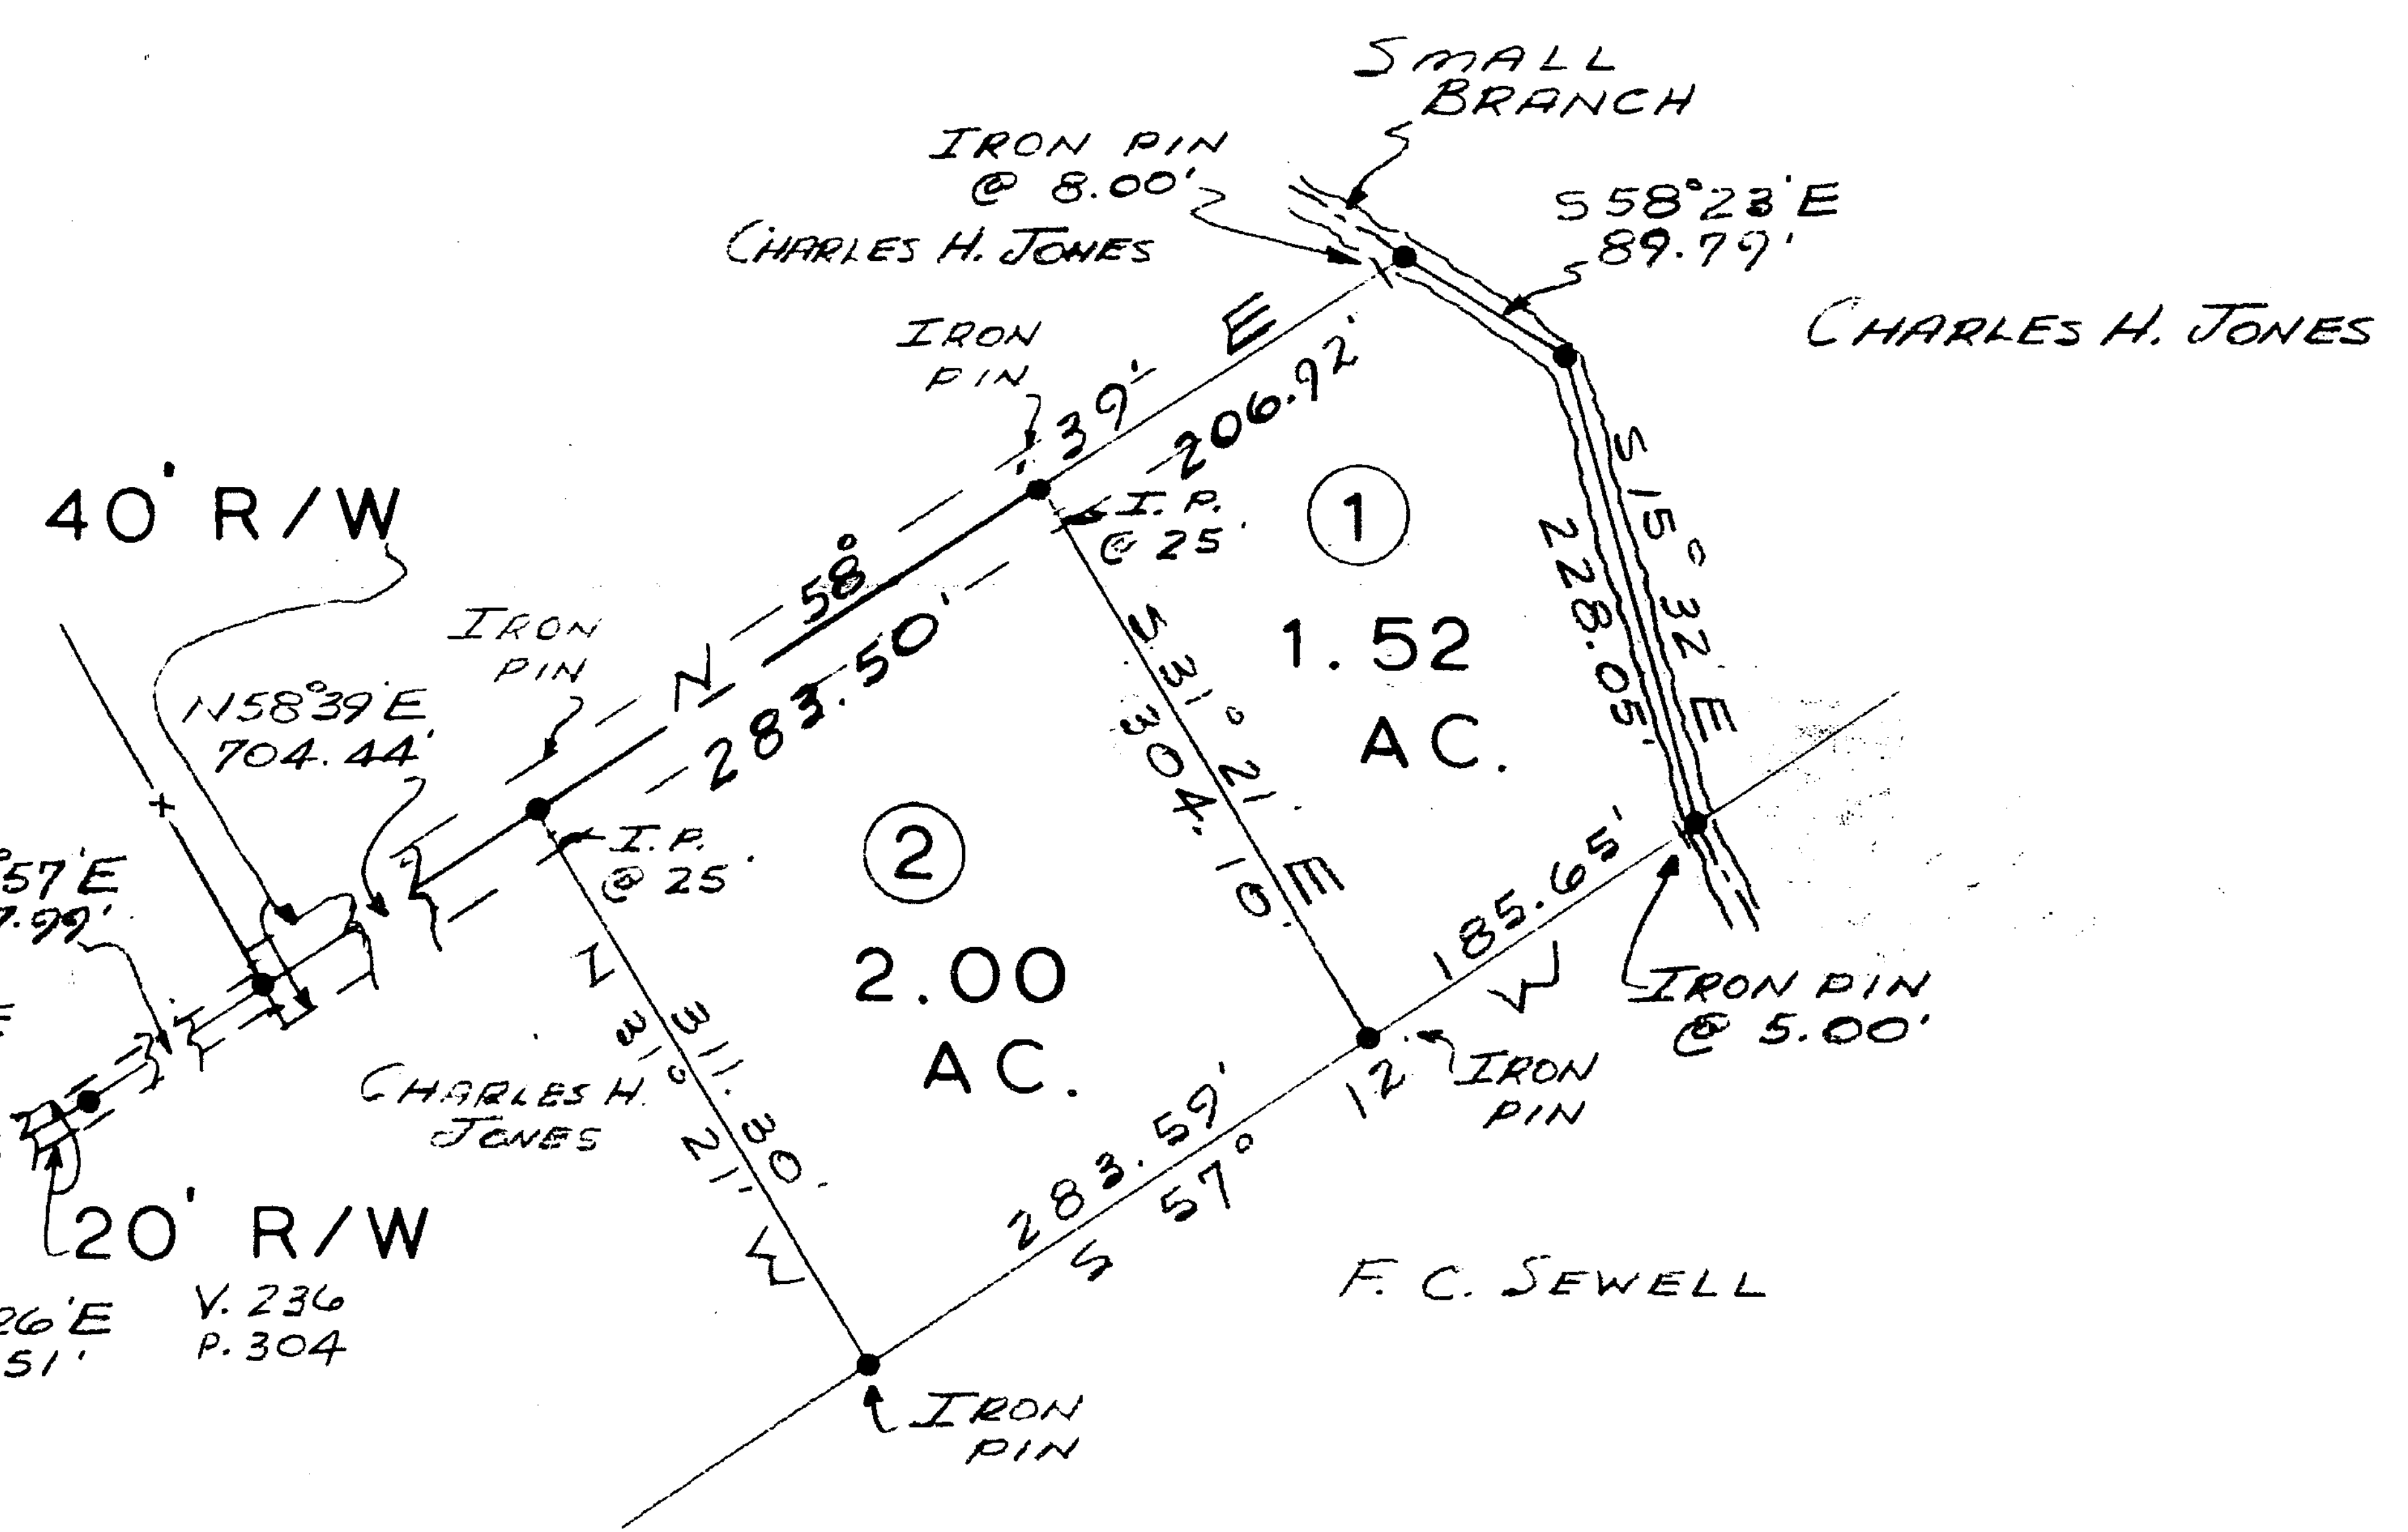 SMALL
BRANCH
IRON PIN
@ 8.00'
CHARLES H. JONES
S 58°23'E
89.79'
CHARLES H. JONES
IRON
PIN
N 58° 39' E
206.92'
I. P.
@ 25'
1
1.52
AC.
S 15° 32 E
228.05'
40' R/W
IRON
PIN
N58°39'E
704.44'
283.50'
S 31° 21' E
304.10'
I. P.
@ 25'
2
2.00
AC.
°57'E
7.99'
185.65'
IRON PIN
@ 5.00'
IRON
PIN
N 31° 21' W
311.30'
CHARLES H.
JONES
283.59'
S 57° 12' W
20' R/W
V. 236
P. 304
26'E
51'
F. C. SEWELL
IRON
PIN